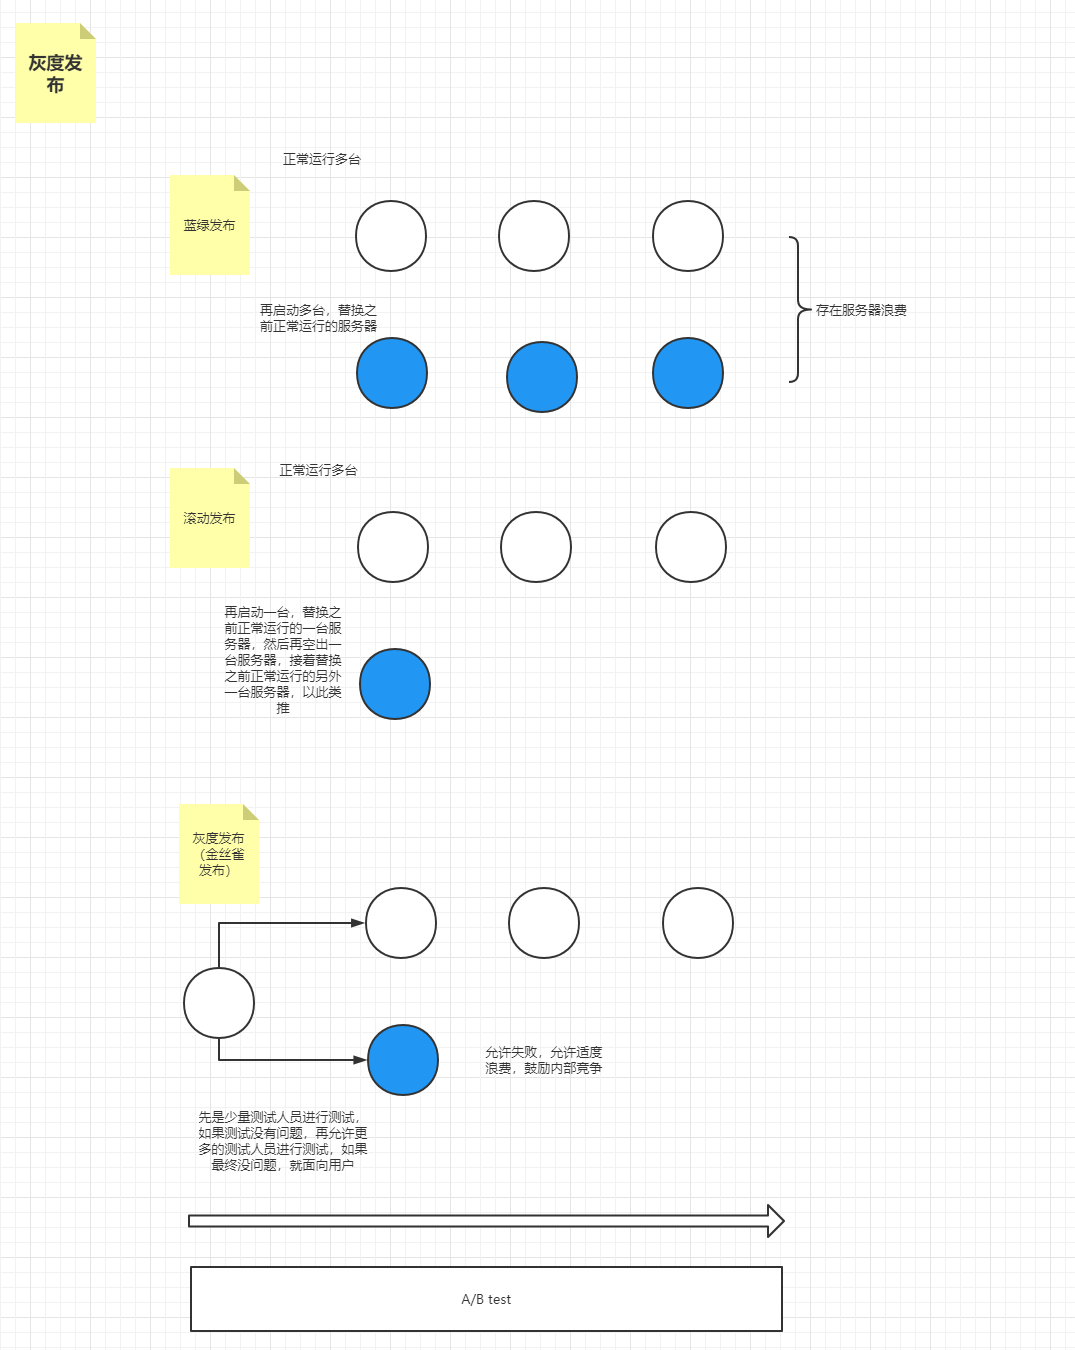 灰度发
布
正常运行多台
蓝绿发布
再启动多台，替换之
前正常运行的服务器
存在服务器浪费
正常运行多台
滚动发布
再启动一台，替换之
前正常运行的一台服
务器，然后再空出一
台服务器，接着替换
之前正常运行的另外
一台服务器，以此类
推
灰度发布
（金丝雀
发布）
允许失败，允许适度
浪费，鼓励内部竞争
先是少量测试人员进行测试，
如果测试没有问题，再允许更
多的测试人员进行测试，如果
最终没问题，就面向用户
A/B test